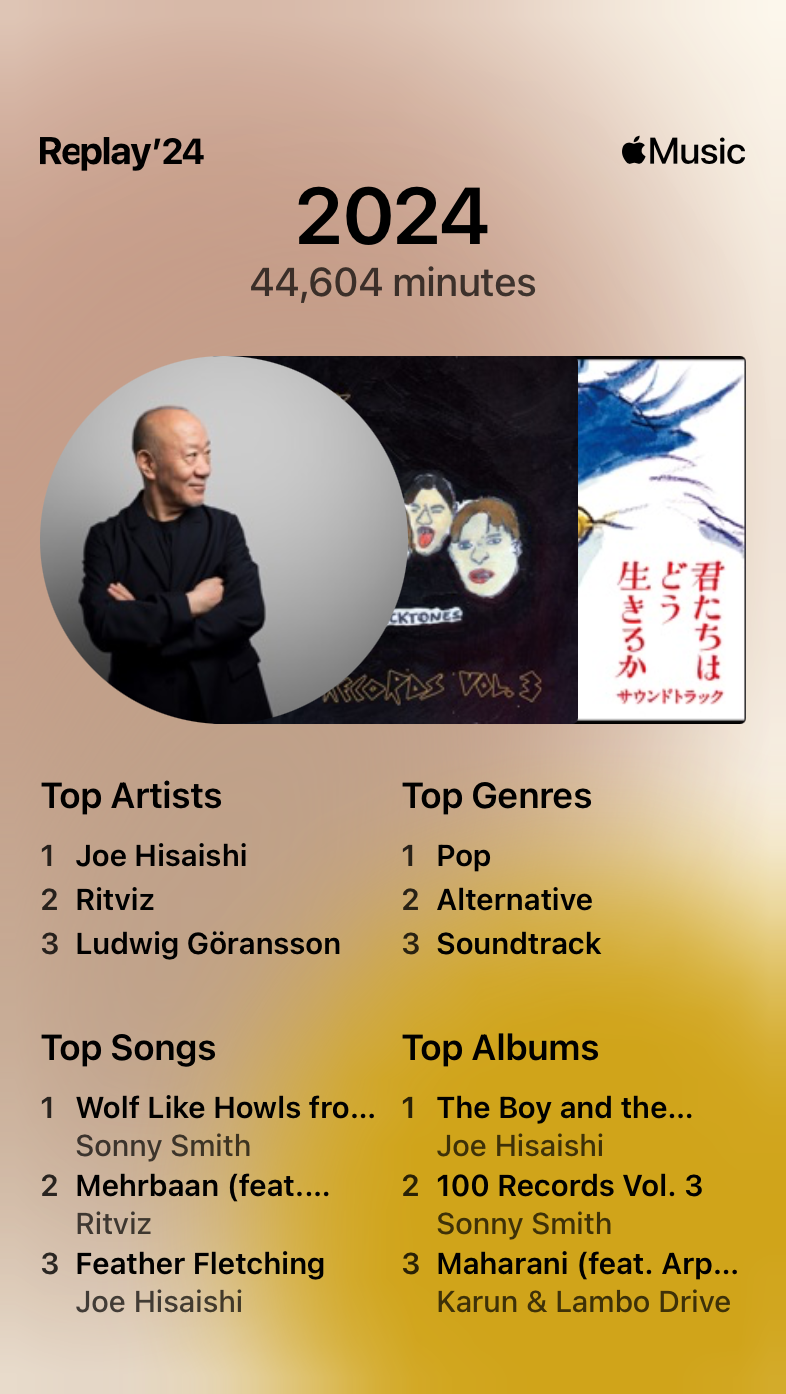 Replay'24
Music
2024
44,604 minutes
CKTONES
RECORDS VOL. 3
君たちは
どう
生きるか
サウンドトラック
Top Artists
1 Joe Hisaishi
2 Ritviz
3 Ludwig Göransson
Top Genres
1 Pop
2 Alternative
3 Soundtrack
Top Songs
1 Wolf Like Howls fro...
Sonny Smith
2 Mehrbaan (feat....
Ritviz
3 Feather Fletching
Joe Hisaishi
Top Albums
1 The Boy and the...
Joe Hisaishi
2 100 Records Vol. 3
Sonny Smith
3 Maharani (feat. Arp...
Karun & Lambo Drive